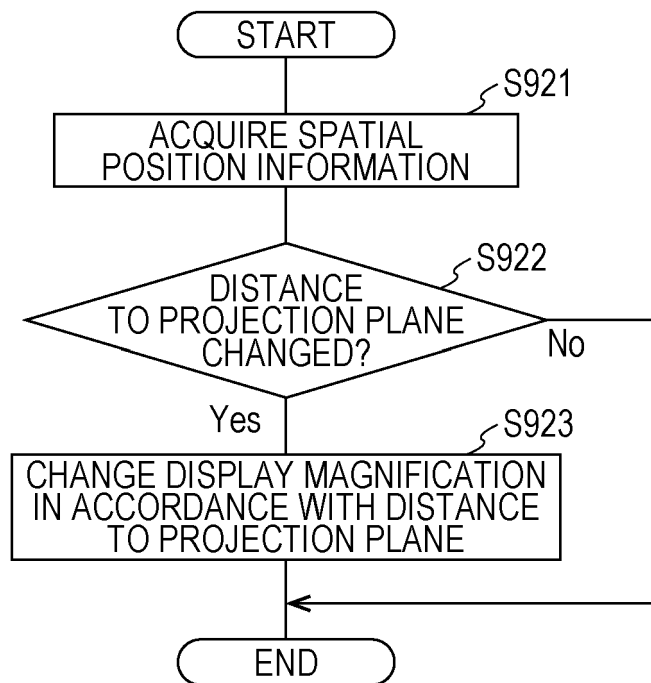 START
S921
ACQUIRE SPATIAL
POSITION INFORMATION
S922
DISTANCE
TO PROJECTION PLANE
CHANGED?
No
Yes
S923
CHANGE DISPLAY MAGNIFICATION
IN ACCORDANCE WITH DISTANCE
TO PROJECTION PLANE
END